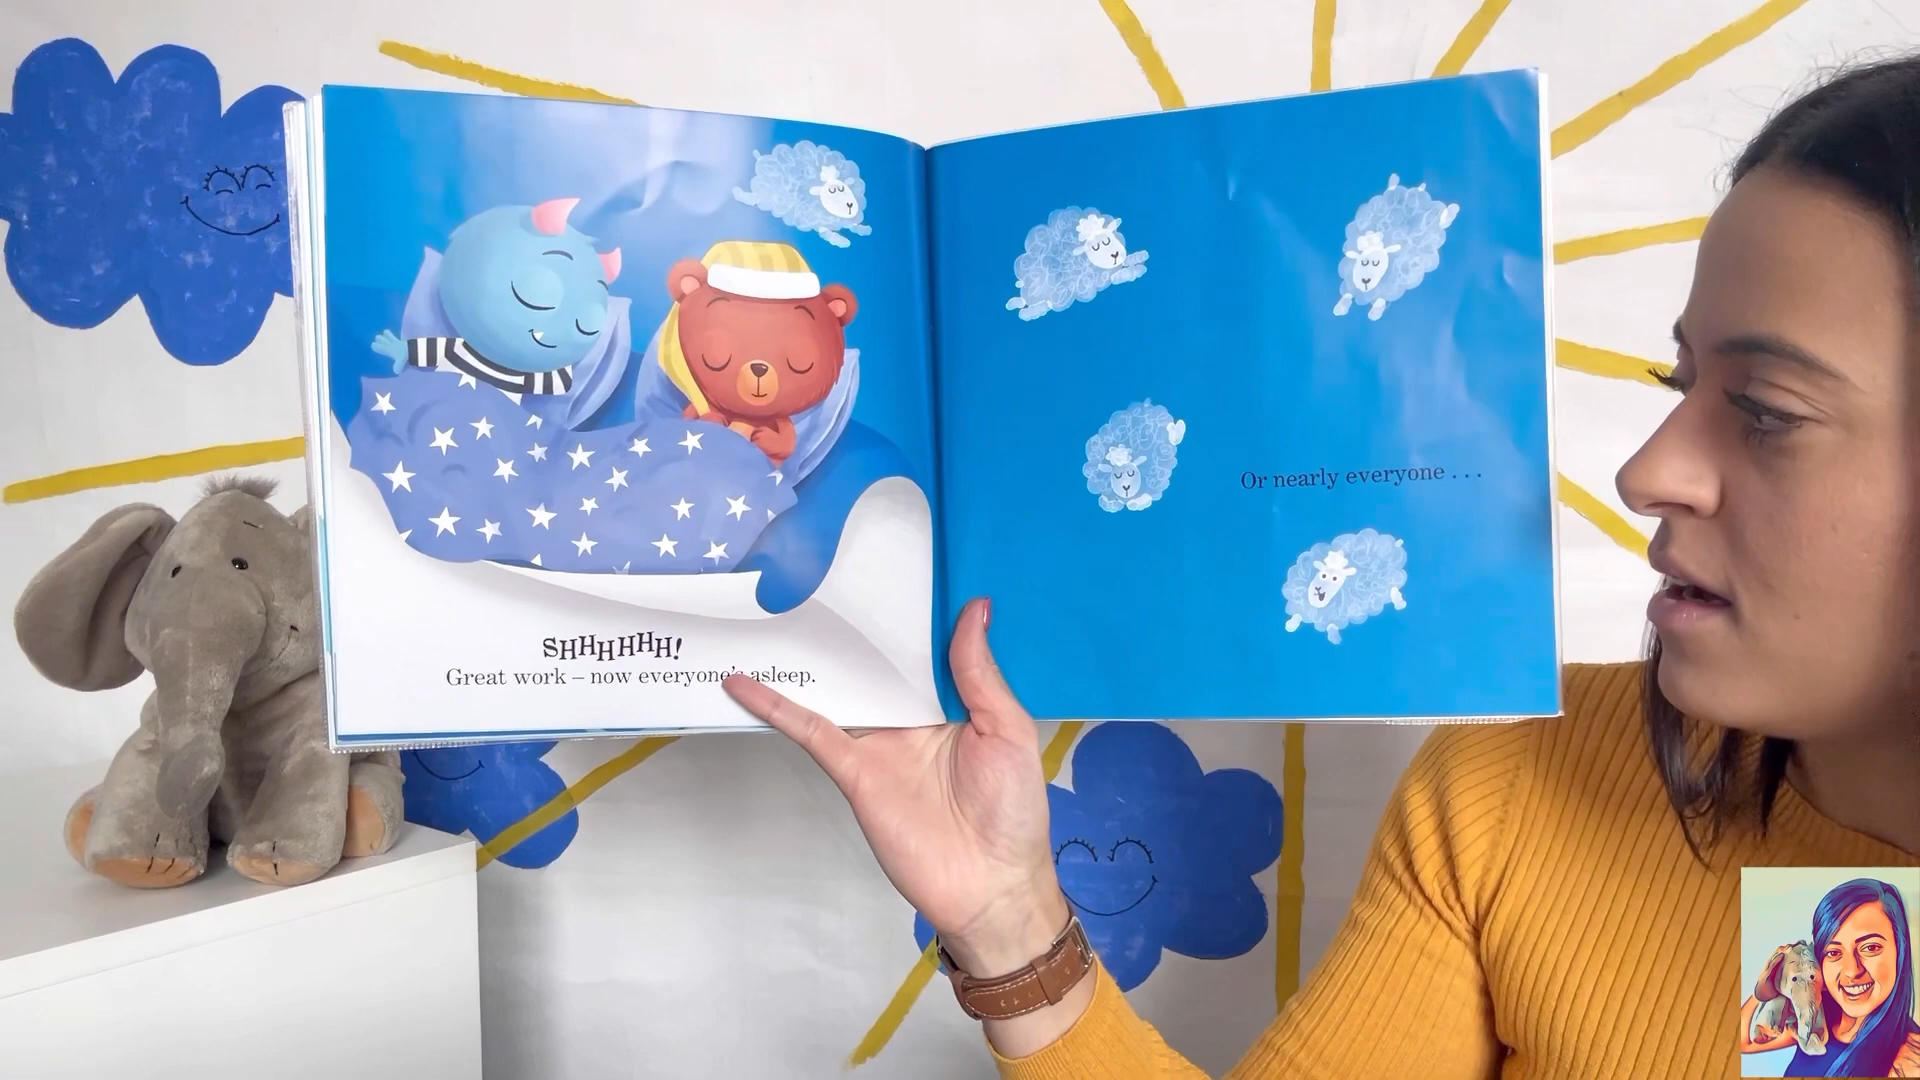 SHHHHHH!
Great work – now everyone's asleep.
Or nearly everyone . . .